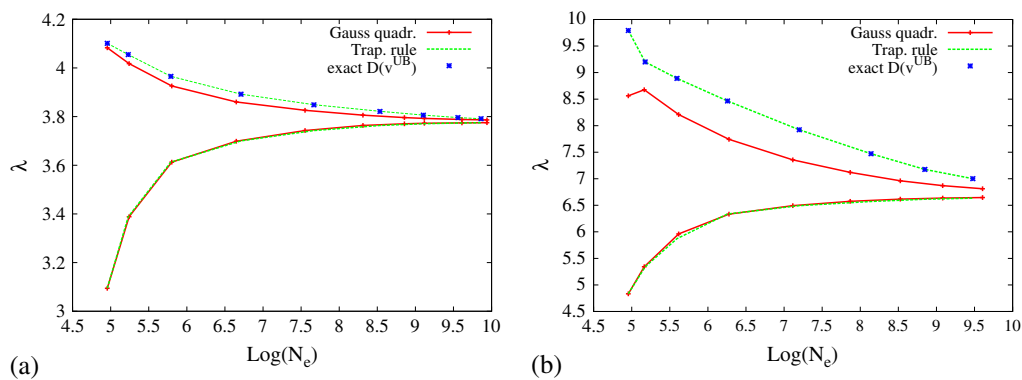 4.2
4
3.8
3.6
3.4
3.2
3
λ
4.5 5 5.5 6 6.5 7 7.5 8 8.5 9 9.5 10
Log(N_e)
Gauss quadr.
Trap. rule
exact D(v^UB)
(a)
10
9.5
9
8.5
8
7.5
7
6.5
6
5.5
5
4.5
λ
4.5 5 5.5 6 6.5 7 7.5 8 8.5 9 9.5 10
Log(N_e)
Gauss quadr.
Trap. rule
exact D(v^UB)
(b)